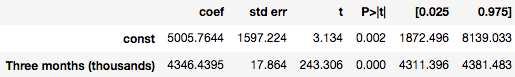 coef std err t P>|t| [0.025 0.975]
const 5005.7644 1597.224 3.134 0.002 1872.496 8139.033
Three months (thousands) 4346.4395 17.864 243.306 0.000 4311.396 4381.483